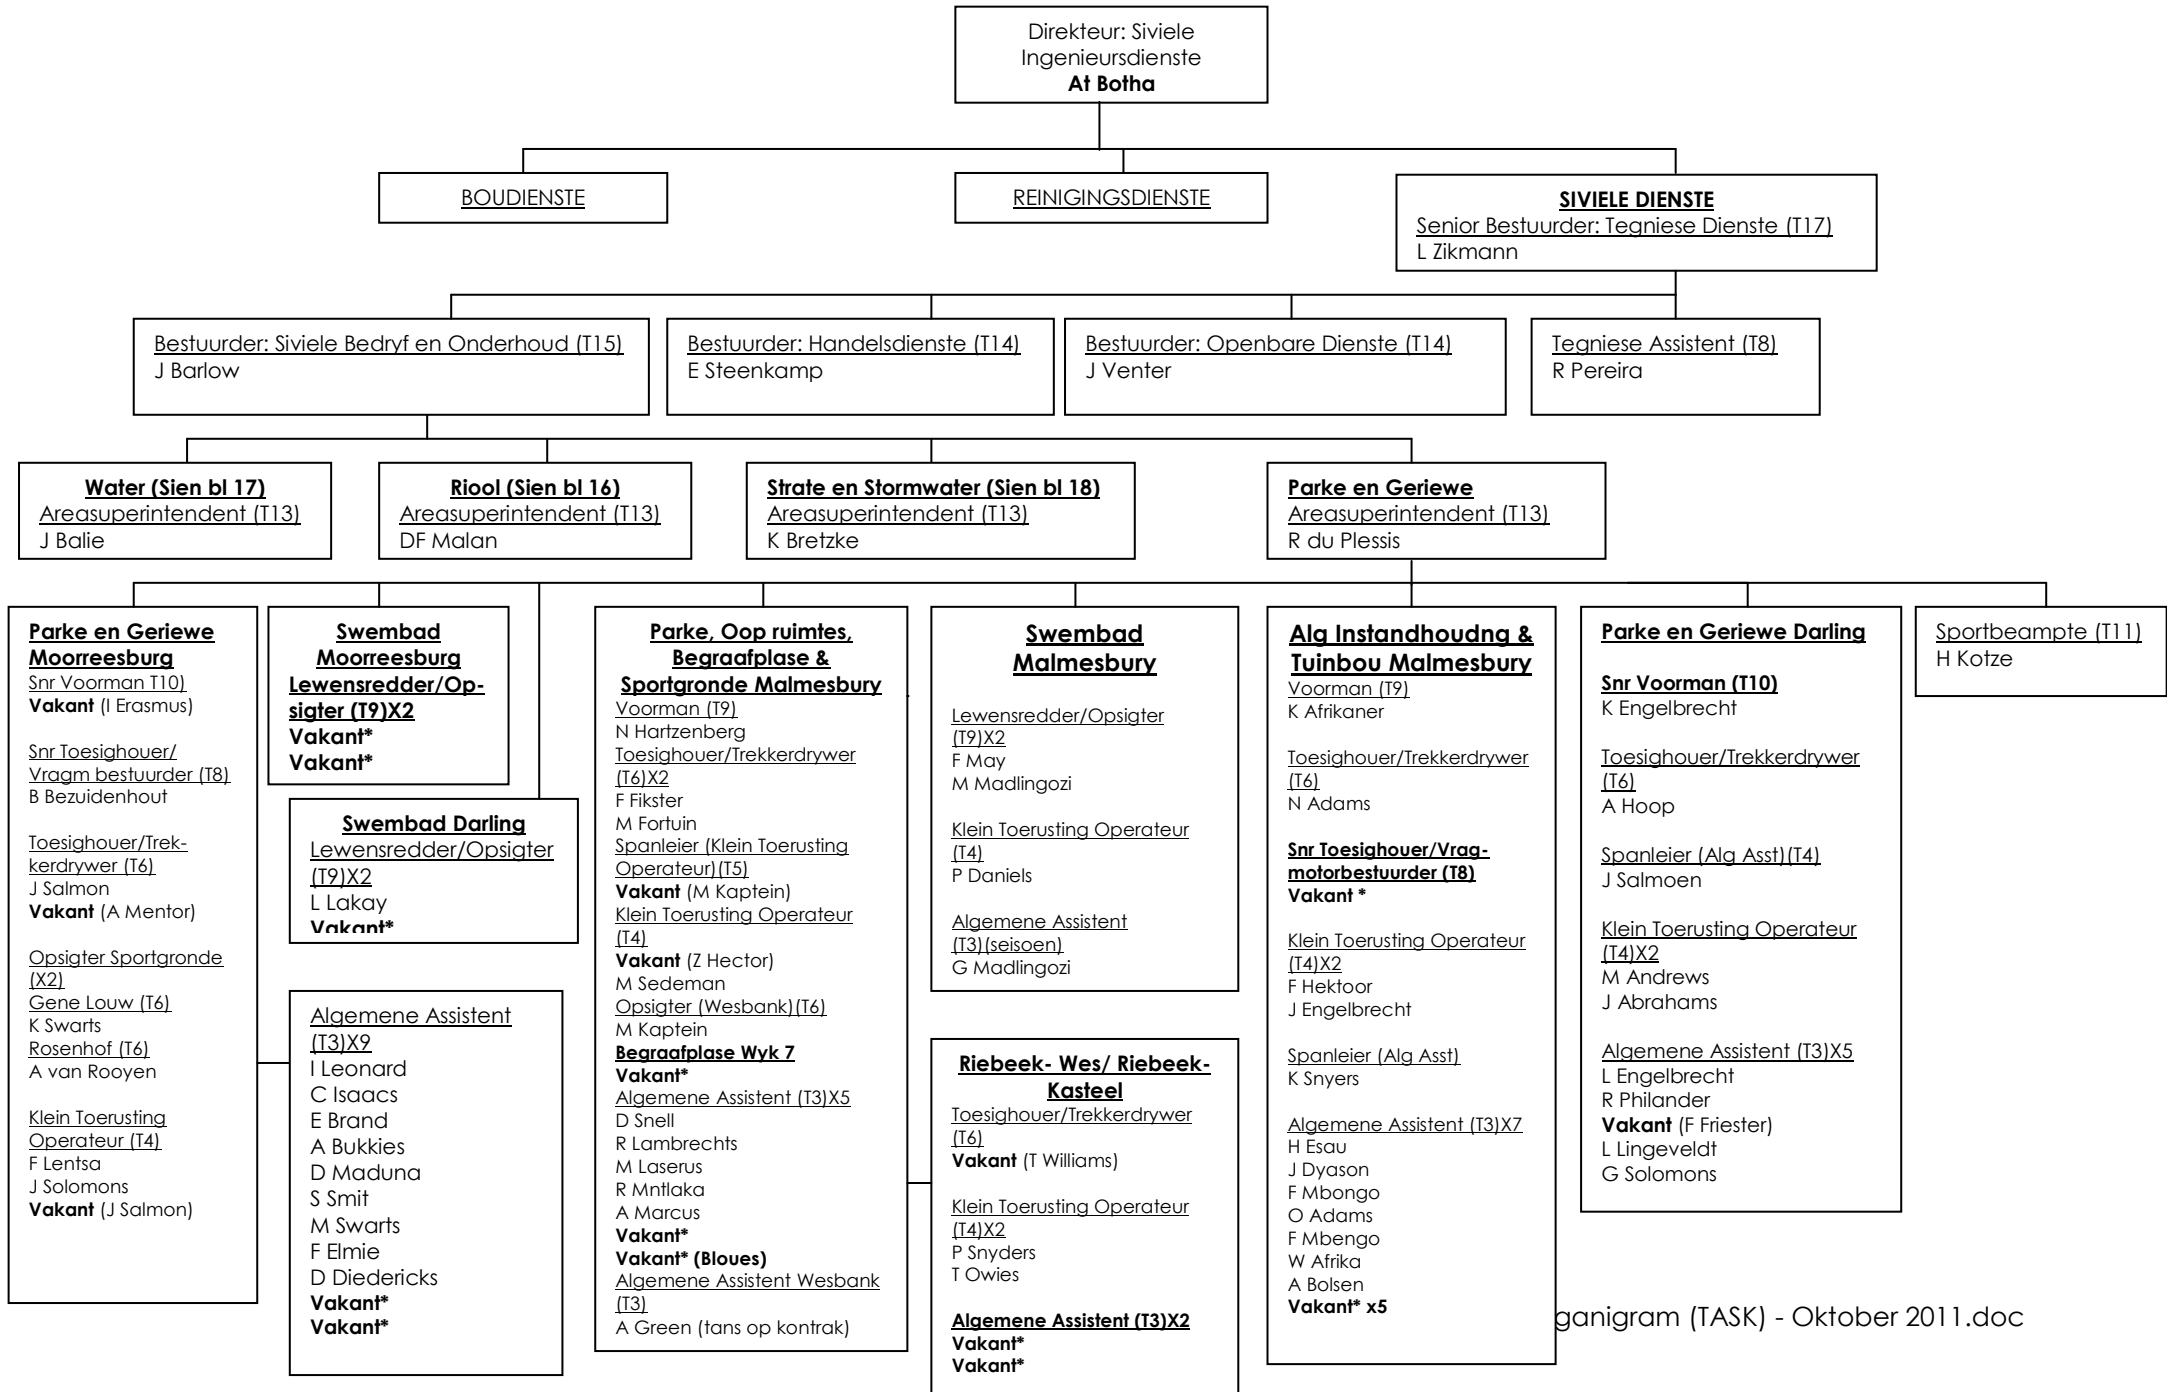 Direkteur: Siviele
Ingenieursdienste
At Botha
BOUDIENSTE
REINIGINGSDIENSTE
SIVIELE DIENSTE
Senior Bestuurder: Tegniese Dienste (T17)
L Zikmann
Bestuurder: Siviele Bedryf en Onderhoud (T15)
J Barlow
Bestuurder: Handelsdienste (T14)
E Steenkamp
Bestuurder: Openbare Dienste (T14)
J Venter
Tegniese Assistent (T8)
R Pereira
Water (Sien bl 17)
Areasuperintendent (T13)
J Balie
Riool (Sien bl 16)
Areasuperintendent (T13)
DF Malan
Strate en Stormwater (Sien bl 18)
Areasuperintendent (T13)
K Bretzke
Parke en Geriewe
Areasuperintendent (T13)
R du Plessis
Parke en Geriewe
Moorreesburg
Snr Voorman T10)
Vakant (I Erasmus)
Snr Toesighouer/
Vragm bestuurder (T8)
B Bezuidenhout
Toesighouer/Trek-
kerdrywer (T6)
J Salmon
Vakant (A Mentor)
Opsigter Sportgronde
(X2)
Gene Louw (T6)
K Swarts
Rosenhof (T6)
A van Rooyen
Klein Toerusting
Operateur (T4)
F Lentsa
J Solomons
Vakant (J Salmon)
Swembad
Moorreesburg
Lewensredder/Op-
sigter (T9)X2
Vakant*
Vakant*
Swembad Darling
Lewensredder/Opsigter
(T9)X2
L Lakay
Vakant*
Algemene Assistent
(T3)X9
I Leonard
C Isaacs
E Brand
A Bukkies
D Maduna
S Smit
M Swarts
F Elmie
D Diedericks
Vakant*
Vakant*
Parke, Oop ruimtes,
Begraafplase &
Sportgronde Malmesbury
Voorman (T9)
N Hartzenberg
Toesighouer/Trekkerdrywer
(T6)X2
F Fikster
M Fortuin
Spanleier (Klein Toerusting
Operateur)(T5)
Vakant (M Kaptein)
Klein Toerusting Operateur
(T4)
Vakant (Z Hector)
M Sedeman
Opsigter (Wesbank)(T6)
M Kaptein
Begraafplase Wyk 7
Vakant*
Algemene Assistent (T3)X5
D Snell
R Lambrechts
M Laserus
R Mntlaka
A Marcus
Vakant*
Vakant* (Bloues)
Algemene Assistent Wesbank
(T3)
A Green (tans op kontrak)
Swembad
Malmesbury
Lewensredder/Opsigter
(T9)X2
F May
M Madlingozi
Klein Toerusting Operateur
(T4)
P Daniels
Algemene Assistent
(T3)(seisoen)
G Madlingozi
Riebeek- Wes/ Riebeek-
Kasteel
Toesighouer/Trekkerdrywer
(T6)
Vakant (T Williams)
Klein Toerusting Operateur
(T4)X2
P Snyders
T Owies
Algemene Assistent (T3)X2
Vakant*
Vakant*
Alg Instandhoudng &
Tuinbou Malmesbury
Voorman (T9)
K Afrikaner
Toesighouer/Trekkerdrywer
(T6)
N Adams
Snr Toesighouer/Vrag-
motorbestuurder (T8)
Vakant *
Klein Toerusting Operateur
(T4)X2
F Hektoor
J Engelbrecht
Spanleier (Alg Asst)
K Snyers
Algemene Assistent (T3)X7
H Esau
J Dyason
F Mbongo
O Adams
F Mbengo
W Afrika
A Bolsen
Vakant* x5
Parke en Geriewe Darling
Snr Voorman (T10)
K Engelbrecht
Toesighouer/Trekkerdrywer
(T6)
A Hoop
Spanleier (Alg Asst)(T4)
J Salmoen
Klein Toerusting Operateur
(T4)X2
M Andrews
J Abrahams
Algemene Assistent (T3)X5
L Engelbrecht
R Philander
Vakant (F Friester)
L Lingeveldt
G Solomons
Sportbeampte (T11)
H Kotze
ganigram (TASK) - Oktober 2011.doc